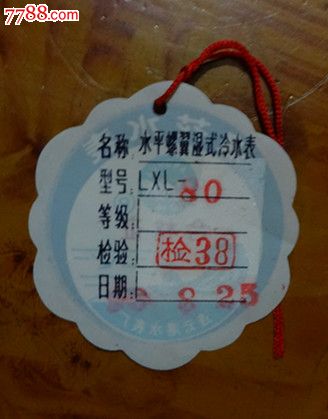 7788.com
名称: 水平螺翼湿式冷水表
型号: LXL-80
等级:
检验: 检38
日期: 8 25